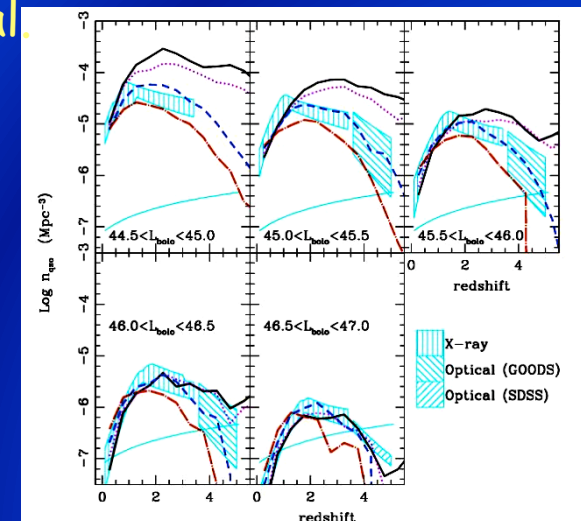 al.
-3
-4
-5
-6
-7
44.5<L_bolo<45.0
45.0<L_bolo<45.5
45.5<L_bolo<46.0
0 2 4
redshift
Log n_qso (Mpc⁻³)
-3
-4
-5
-6
-7
46.0<L_bolo<46.5
46.5<L_bolo<47.0
X-ray
Optical (GOODS)
Optical (SDSS)
0 2 4
0 2 4
redshift